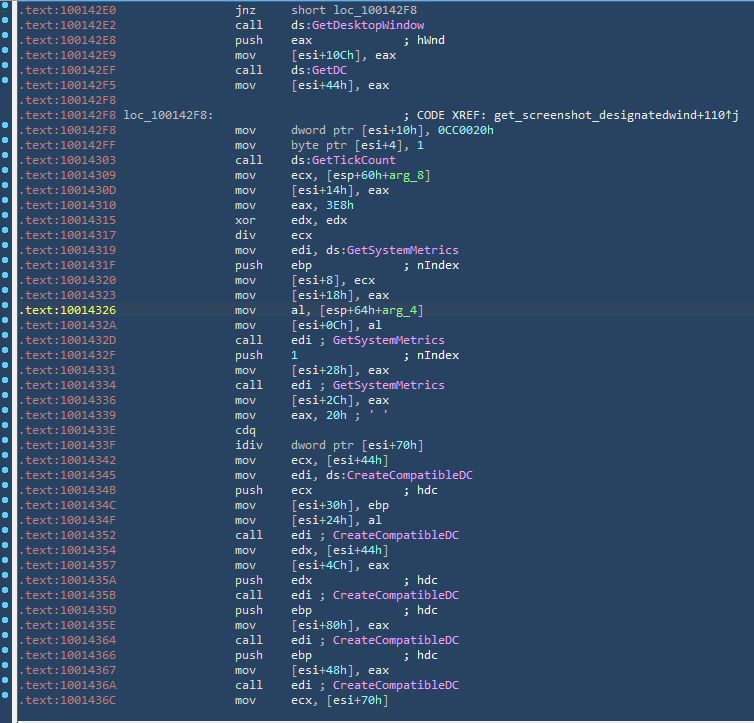 .text:100142E0 jnz short loc_100142F8
.text:100142E2 call ds:GetDesktopWindow
.text:100142E8 push eax ; hWnd
.text:100142E9 mov [esi+10Ch], eax
.text:100142EF call ds:GetDC
.text:100142F5 mov [esi+44h], eax
.text:100142F8
.text:100142F8 loc_100142F8: ; CODE XREF: get_screenshot_designatedwind+110↑j
.text:100142F8 mov dword ptr [esi+10h], 0CC0020h
.text:100142FF mov byte ptr [esi+4], 1
.text:10014303 call ds:GetTickCount
.text:10014309 mov ecx, [esp+60h+arg_8]
.text:1001430D mov [esi+14h], eax
.text:10014310 mov eax, 3E8h
.text:10014315 xor edx, edx
.text:10014317 div ecx
.text:10014319 mov edi, ds:GetSystemMetrics
.text:1001431F push ebp ; nIndex
.text:10014320 mov [esi+8], ecx
.text:10014323 mov [esi+18h], eax
.text:10014326 mov al, [esp+64h+arg_4]
.text:1001432A mov [esi+0Ch], al
.text:1001432D call edi ; GetSystemMetrics
.text:1001432F push 1 ; nIndex
.text:10014331 mov [esi+28h], eax
.text:10014334 call edi ; GetSystemMetrics
.text:10014336 mov [esi+2Ch], eax
.text:10014339 mov eax, 20h ; ' '
.text:1001433E cdq
.text:1001433F idiv dword ptr [esi+70h]
.text:10014342 mov ecx, [esi+44h]
.text:10014345 mov edi, ds:CreateCompatibleDC
.text:1001434B push ecx ; hdc
.text:1001434C mov [esi+30h], ebp
.text:1001434F mov [esi+24h], al
.text:10014352 call edi ; CreateCompatibleDC
.text:10014354 mov edx, [esi+44h]
.text:10014357 mov [esi+4Ch], eax
.text:1001435A push edx ; hdc
.text:1001435B call edi ; CreateCompatibleDC
.text:1001435D push ebp ; hdc
.text:1001435E mov [esi+80h], eax
.text:10014364 call edi ; CreateCompatibleDC
.text:10014366 push ebp ; hdc
.text:10014367 mov [esi+48h], eax
.text:1001436A call edi ; CreateCompatibleDC
.text:1001436C mov ecx, [esi+70h]